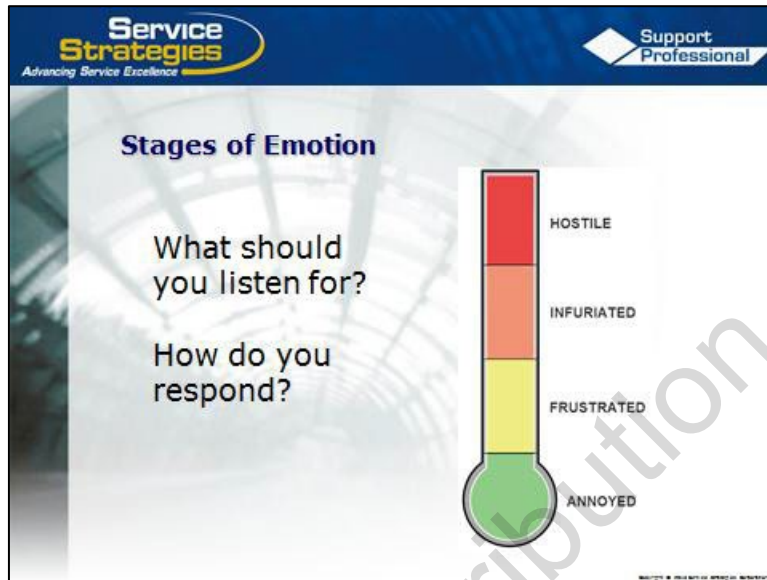 Service
Strategies
Advancing Service Excellence
Support
Professional
Stages of Emotion
What should
you listen for?
How do you
respond?
HOSTILE
INFURIATED
FRUSTRATED
ANNOYED